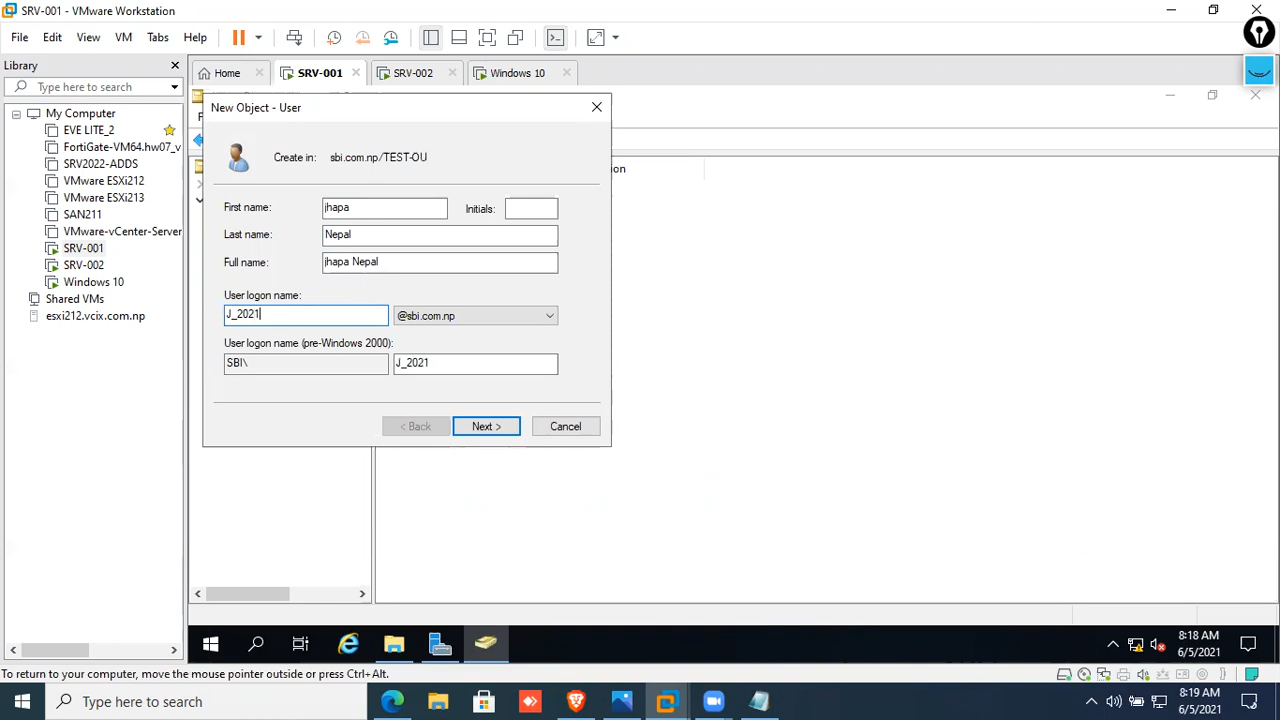 SRV-001 - VMware Workstation
File Edit View VM Tabs Help
Library
Type here to search
My Computer
EVE LITE_2
FortiGate-VM64.hw07_v
SRV2022-ADDS
VMware ESXi212
VMware ESXi213
SAN211
VMware-vCenter-Server
SRV-001
SRV-002
Windows 10
Shared VMs
esxi212.vcix.com.np
Home SRV-001 SRV-002 Windows 10
New Object - User
Create in: sbi.com.np/TEST-OU
First name: jhapa Initials:
Last name: Nepal
Full name: jhapa Nepal
User logon name:
J_2021 @sbi.com.np
User logon name (pre-Windows 2000):
SBI\ J_2021
< Back Next > Cancel
ion
8:18 AM
6/5/2021
To return to your computer, move the mouse pointer outside or press Ctrl+Alt.
Type here to search
8:19 AM
6/5/2021